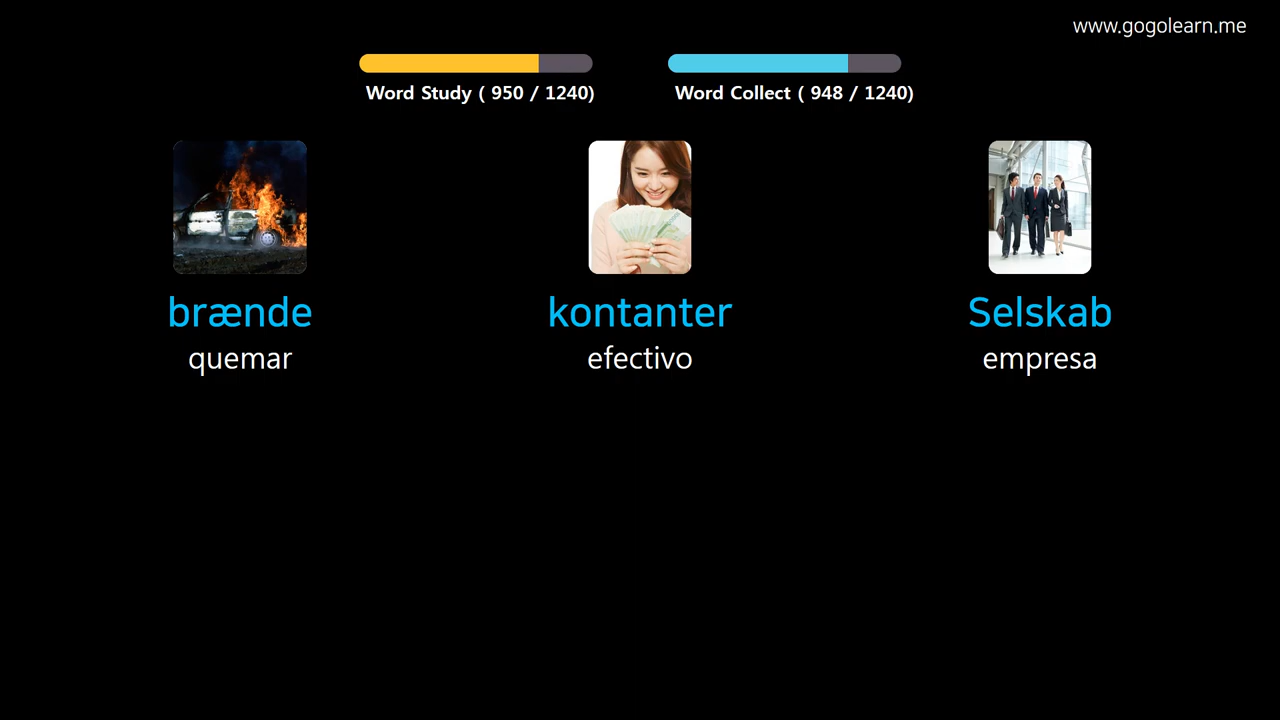 www.gogolearn.me
Word Study ( 950 / 1240)
Word Collect ( 948 / 1240)
brænde
quemar
kontanter
efectivo
Selskab
empresa